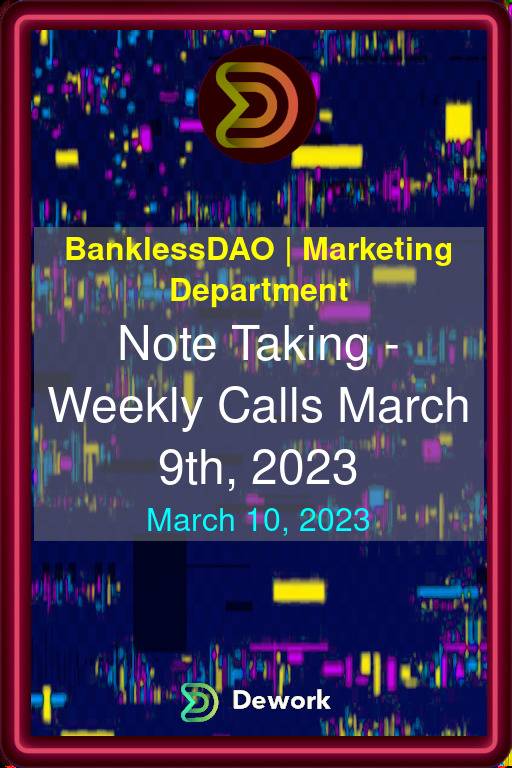 BanklessDAO | Marketing
Department
Note Taking -
Weekly Calls March
9th, 2023
March 10, 2023
Dework